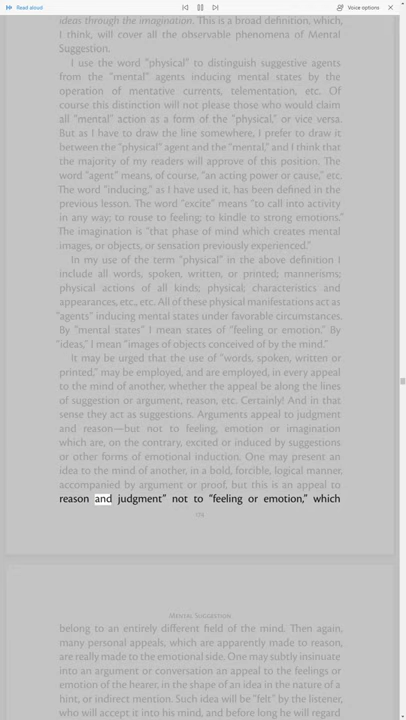 Read aloud
Voice options
ideas through the imagination. This is a broad definition, which,
I think, will cover all the observable phenomena of Mental
Suggestion.
I use the word "physical" to distinguish suggestive agents
from the "mental" agents inducing mental states by the
operation of mentative currents, telementation, etc. Of
course this distinction will not please those who would claim
all "mental" action as a form of the "physical," or vice versa.
But as I have to draw the line somewhere, I prefer to draw it
between the "physical" agent and the "mental," and I think that
the majority of my readers will approve of this position. The
word "agent" means, of course, "an acting power or cause," etc.
The word "inducing," as I have used it, has been defined in the
previous lesson. The word "excite" means "to call into activity
in any way; to rouse to feeling; to kindle to strong emotions."
The imagination is "that phase of mind which creates mental
images, or objects, or sensation previously experienced."
In my use of the term "physical" in the above definition I
include all words, spoken, written, or printed; mannerisms;
physical actions of all kinds; physical characteristics and
appearances, etc., etc. All of these physical manifestations act as
"agents" inducing mental states under favorable circumstances.
By "mental states" I mean states of "feeling or emotion." By
"ideas," I mean "images of objects conceived of by the mind."
It may be urged that the use of "words, spoken, written or
printed," may be employed, and are employed, in every appeal
to the mind of another, whether the appeal be along the lines
of suggestion or argument, reason, etc. Certainly! And in that
sense they act as suggestions. Arguments appeal to judgment
and reason—but not to feeling, emotion or imagination
which are, on the contrary, excited or induced by suggestions
or other forms of emotional induction. One may present an
idea to the mind of another, in a bold, forcible, logical manner,
accompanied by argument or proof, but this is an appeal to
reason and judgment" not to "feeling or emotion," which
Mental Suggestion
belong to an entirely different field of the mind. Then again,
many personal appeals, which are apparently made to reason,
are really made to the emotional side. One may subtly insinuate
into an argument or conversation an appeal to the feelings or
emotion of the hearer, in the shape of an idea in the nature of a
hint, or indirect mention. Such idea will be "felt" by the listener,
who will accept it into his mind, and before long he will regard